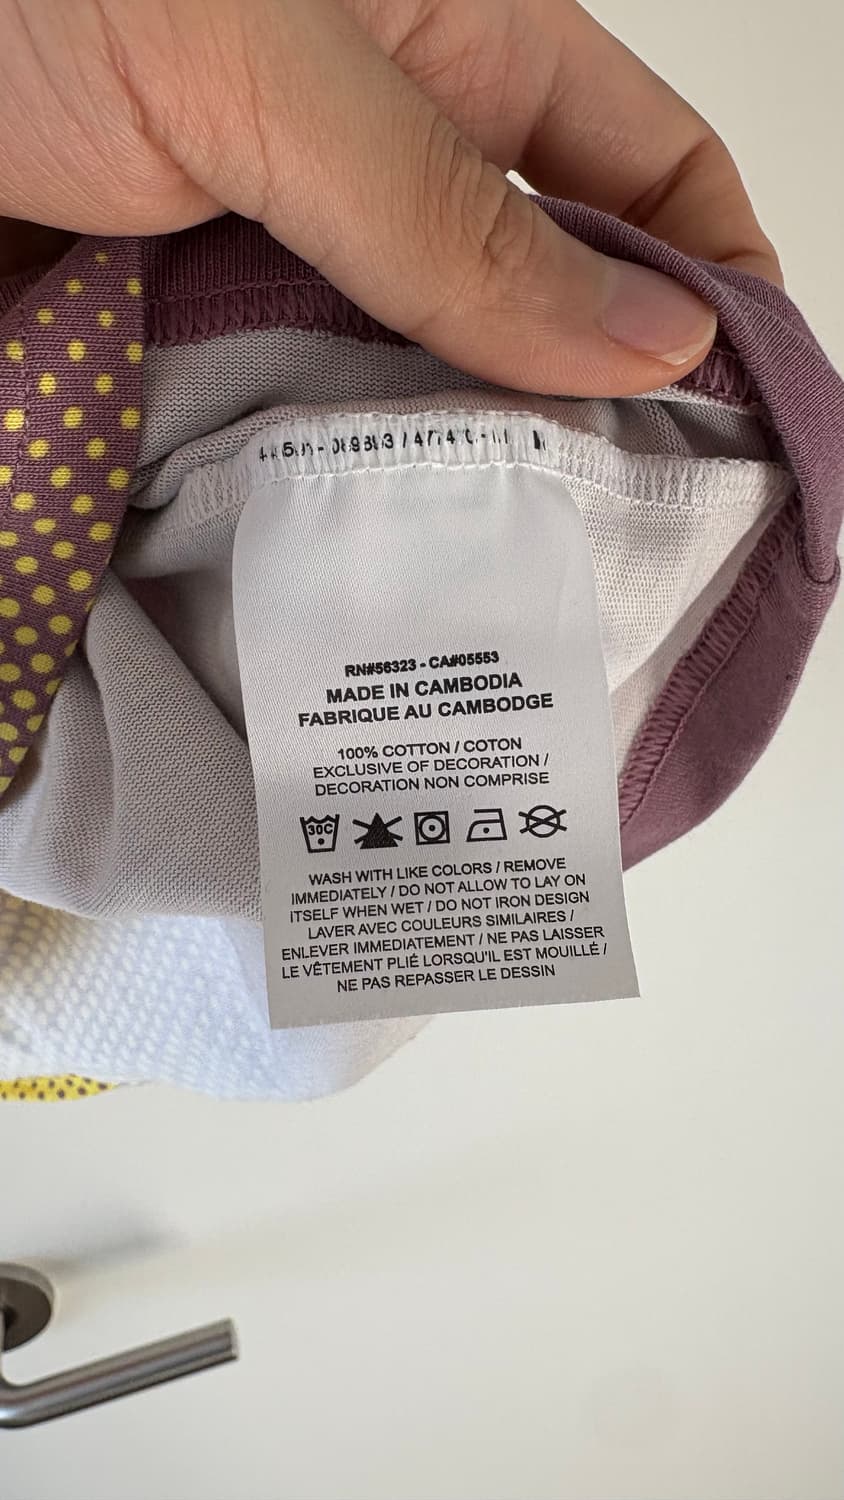 RN#56323 - CA#05553
MADE IN CAMBODIA
FABRIQUE AU CAMBODGE
100% COTTON / COTON
EXCLUSIVE OF DECORATION /
DECORATION NON COMPRISE
30C
WASH WITH LIKE COLORS / REMOVE
IMMEDIATELY / DO NOT ALLOW TO LAY ON
ITSELF WHEN WET / DO NOT IRON DESIGN
LAVER AVEC COULEURS SIMILAIRES /
ENLEVER IMMEDIATEMENT / NE PAS LAISSER
LE VÊTEMENT PLIÉ LORSQU'IL EST MOUILLÉ /
NE PAS REPASSER LE DESSIN